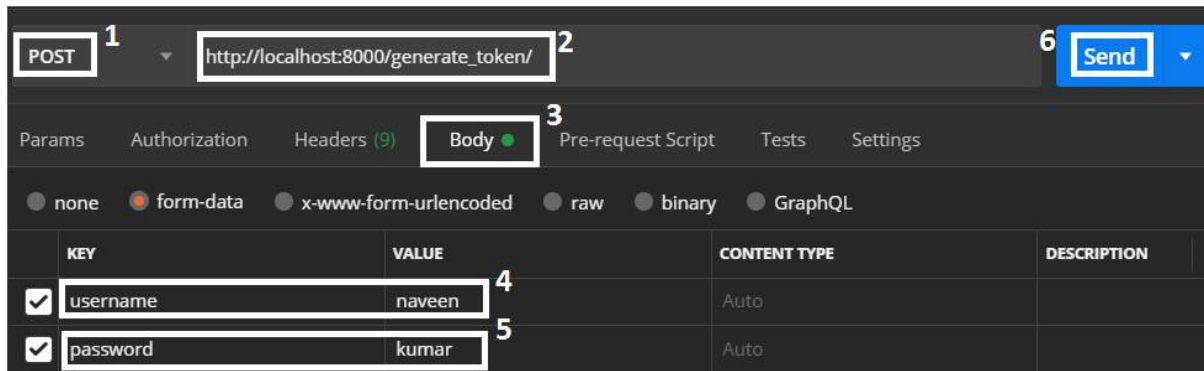 1 2 6
POST http://localhost:8000/generate_token/ Send
3
Params Authorization Headers (9) Body Pre-request Script Tests Settings
none form-data x-www-form-urlencoded raw binary GraphQL
KEY VALUE CONTENT TYPE DESCRIPTION
4
username naveen Auto
5
password kumar Auto